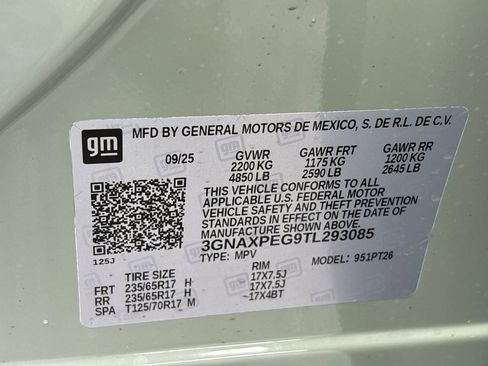 gm MFD BY GENERAL MOTORS DE MEXICO, S. DE R.L. DE C.V.
09/25 GVWR GAWR FRT GAWR RR
2200 KG 1175 KG 1200 KG
4850 LB 2590 LB 2645 LB
THIS VEHICLE CONFORMS TO ALL
APPLICABLE U.S. FEDERAL MOTOR
VEHICLE SAFETY AND THEFT PREVENTION
STANDARDS IN EFFECT ON THE DATE OF
MANUFACTURE SHOWN ABOVE.
3GNAXPEG9TL293085
125J TYPE: MPV MODEL: 951PT26
TIRE SIZE RIM
FRT 235/65R17 H 17X7.5J
RR 235/65R17 H 17X7.5J
SPA T125/70R17 M 17X4BT